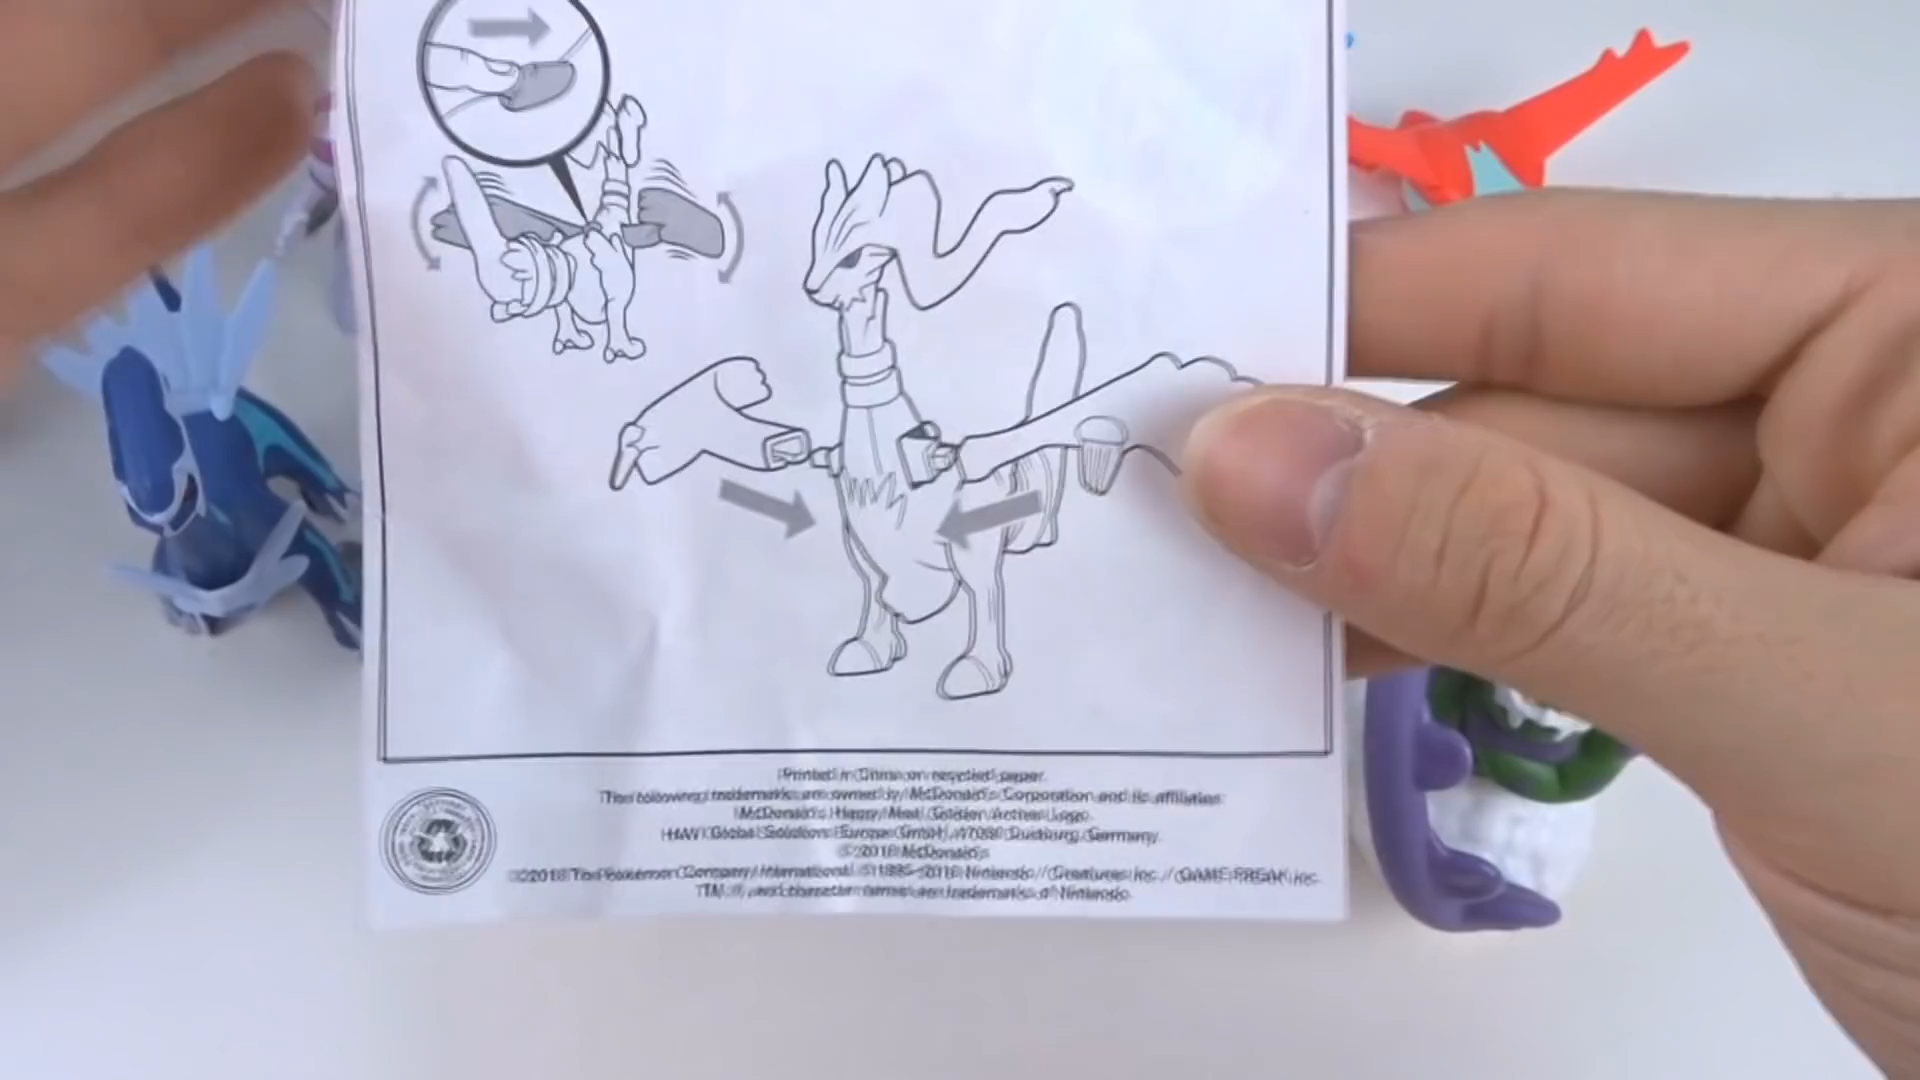 Printed in China on recycled paper.
The following trademarks are owned by McDonald's Corporation and its affiliates:
McDonald's, Happy Meal, Golden Arches Logo.
HAVI Global Solutions Europe GmbH, 47059 Duisburg, Germany.
©2018 McDonald's
©2018 The Pokémon Company International. ©1995–2018 Nintendo / Creatures Inc. / GAME FREAK inc.
TM, ®, and character names are trademarks of Nintendo.